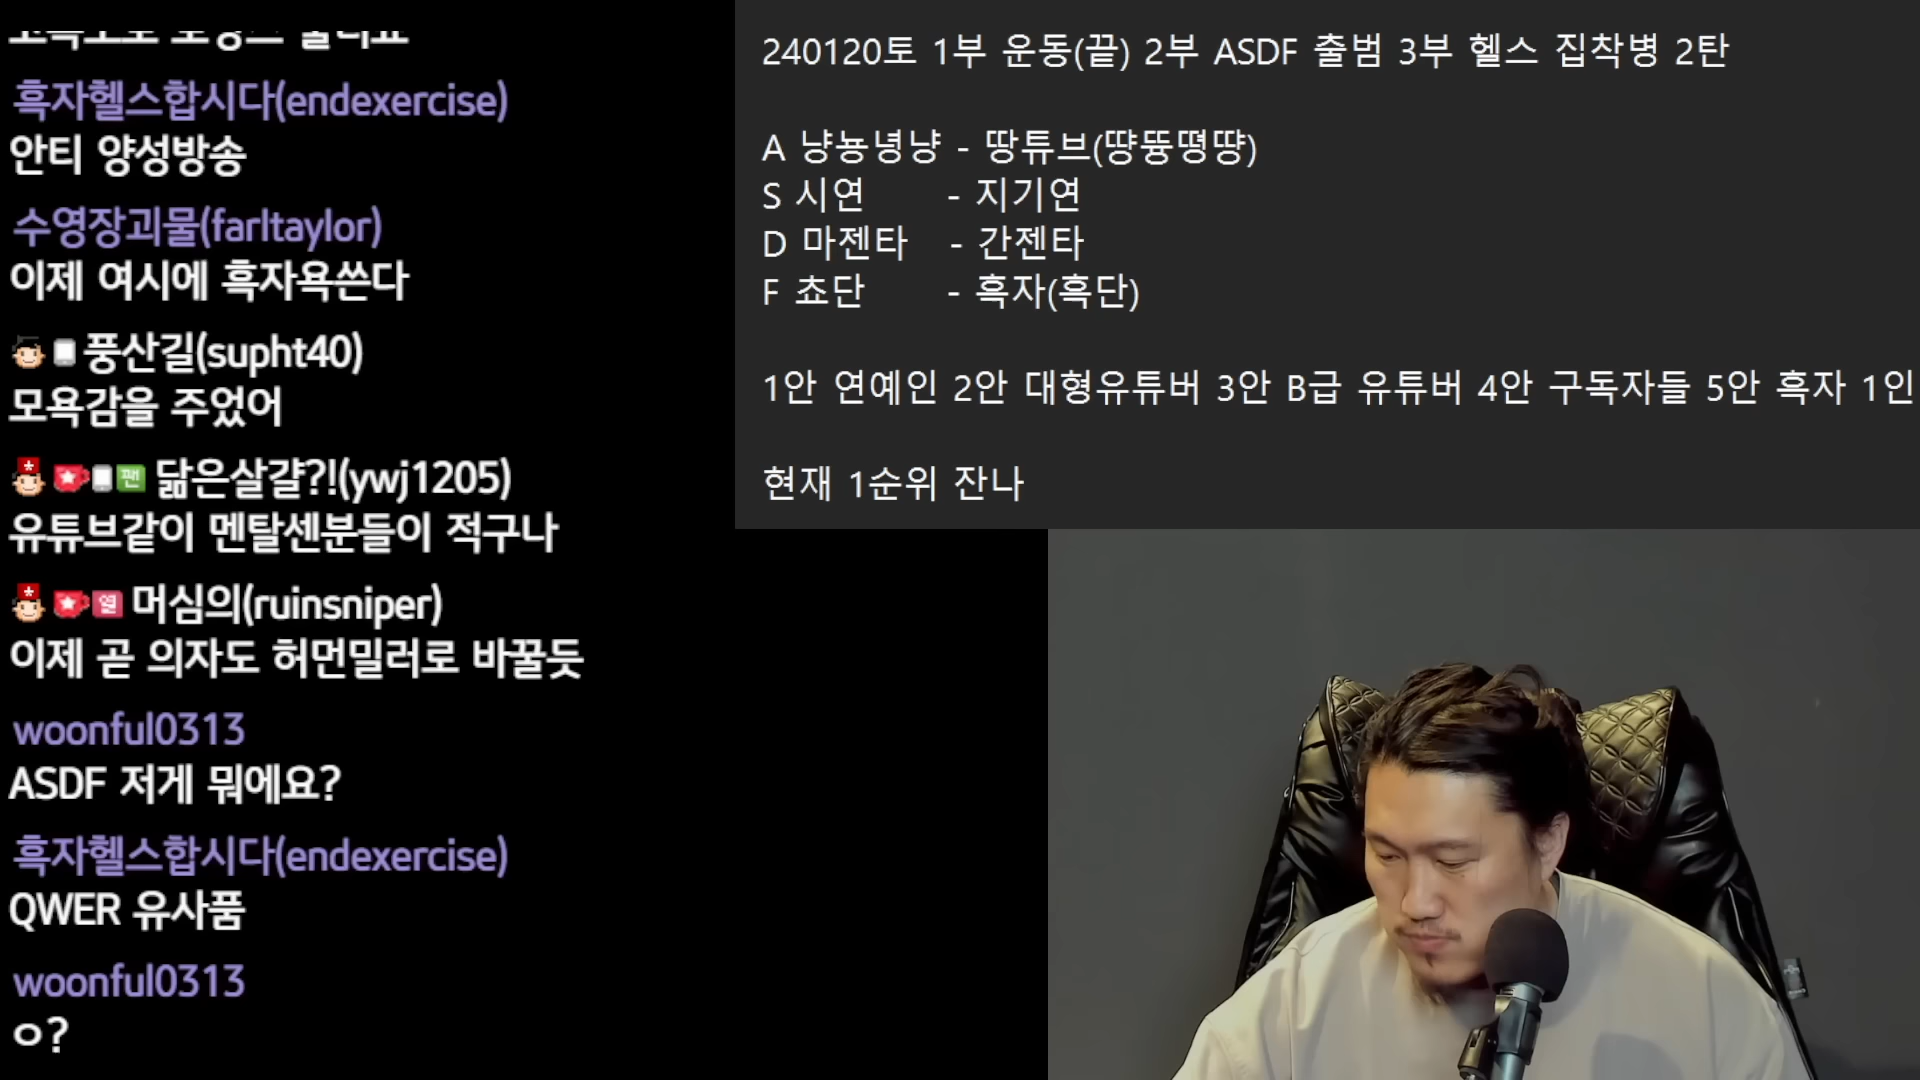 흑자헬스합시다(endexercise)
안티 양성방송
수영장괴물(farltaylor)
이제 여시에 흑자욕쓴다
풍산길(supht40)
모욕감을 주었어
팬 닮은살걀?!(ywj1205)
유튜브같이 멘탈센분들이 적구나
열 머심의(ruinsniper)
이제 곧 의자도 허먼밀러로 바꿀듯
woonful0313
ASDF 저게 뭐에요?
흑자헬스합시다(endexercise)
QWER 유사품
woonful0313
ㅇ?
240120토 1부 운동(끝) 2부 ASDF 출범 3부 헬스 집착병 2탄
A 냥뇽녕냥 - 땅튜브(땽뜡뗭땽)
S 시연 - 지기연
D 마젠타 - 간젠타
F 쵸단 - 흑자(흑단)
1안 연예인 2안 대형유튜버 3안 B급 유튜버 4안 구독자들 5안 흑자 1인
현재 1순위 잔나